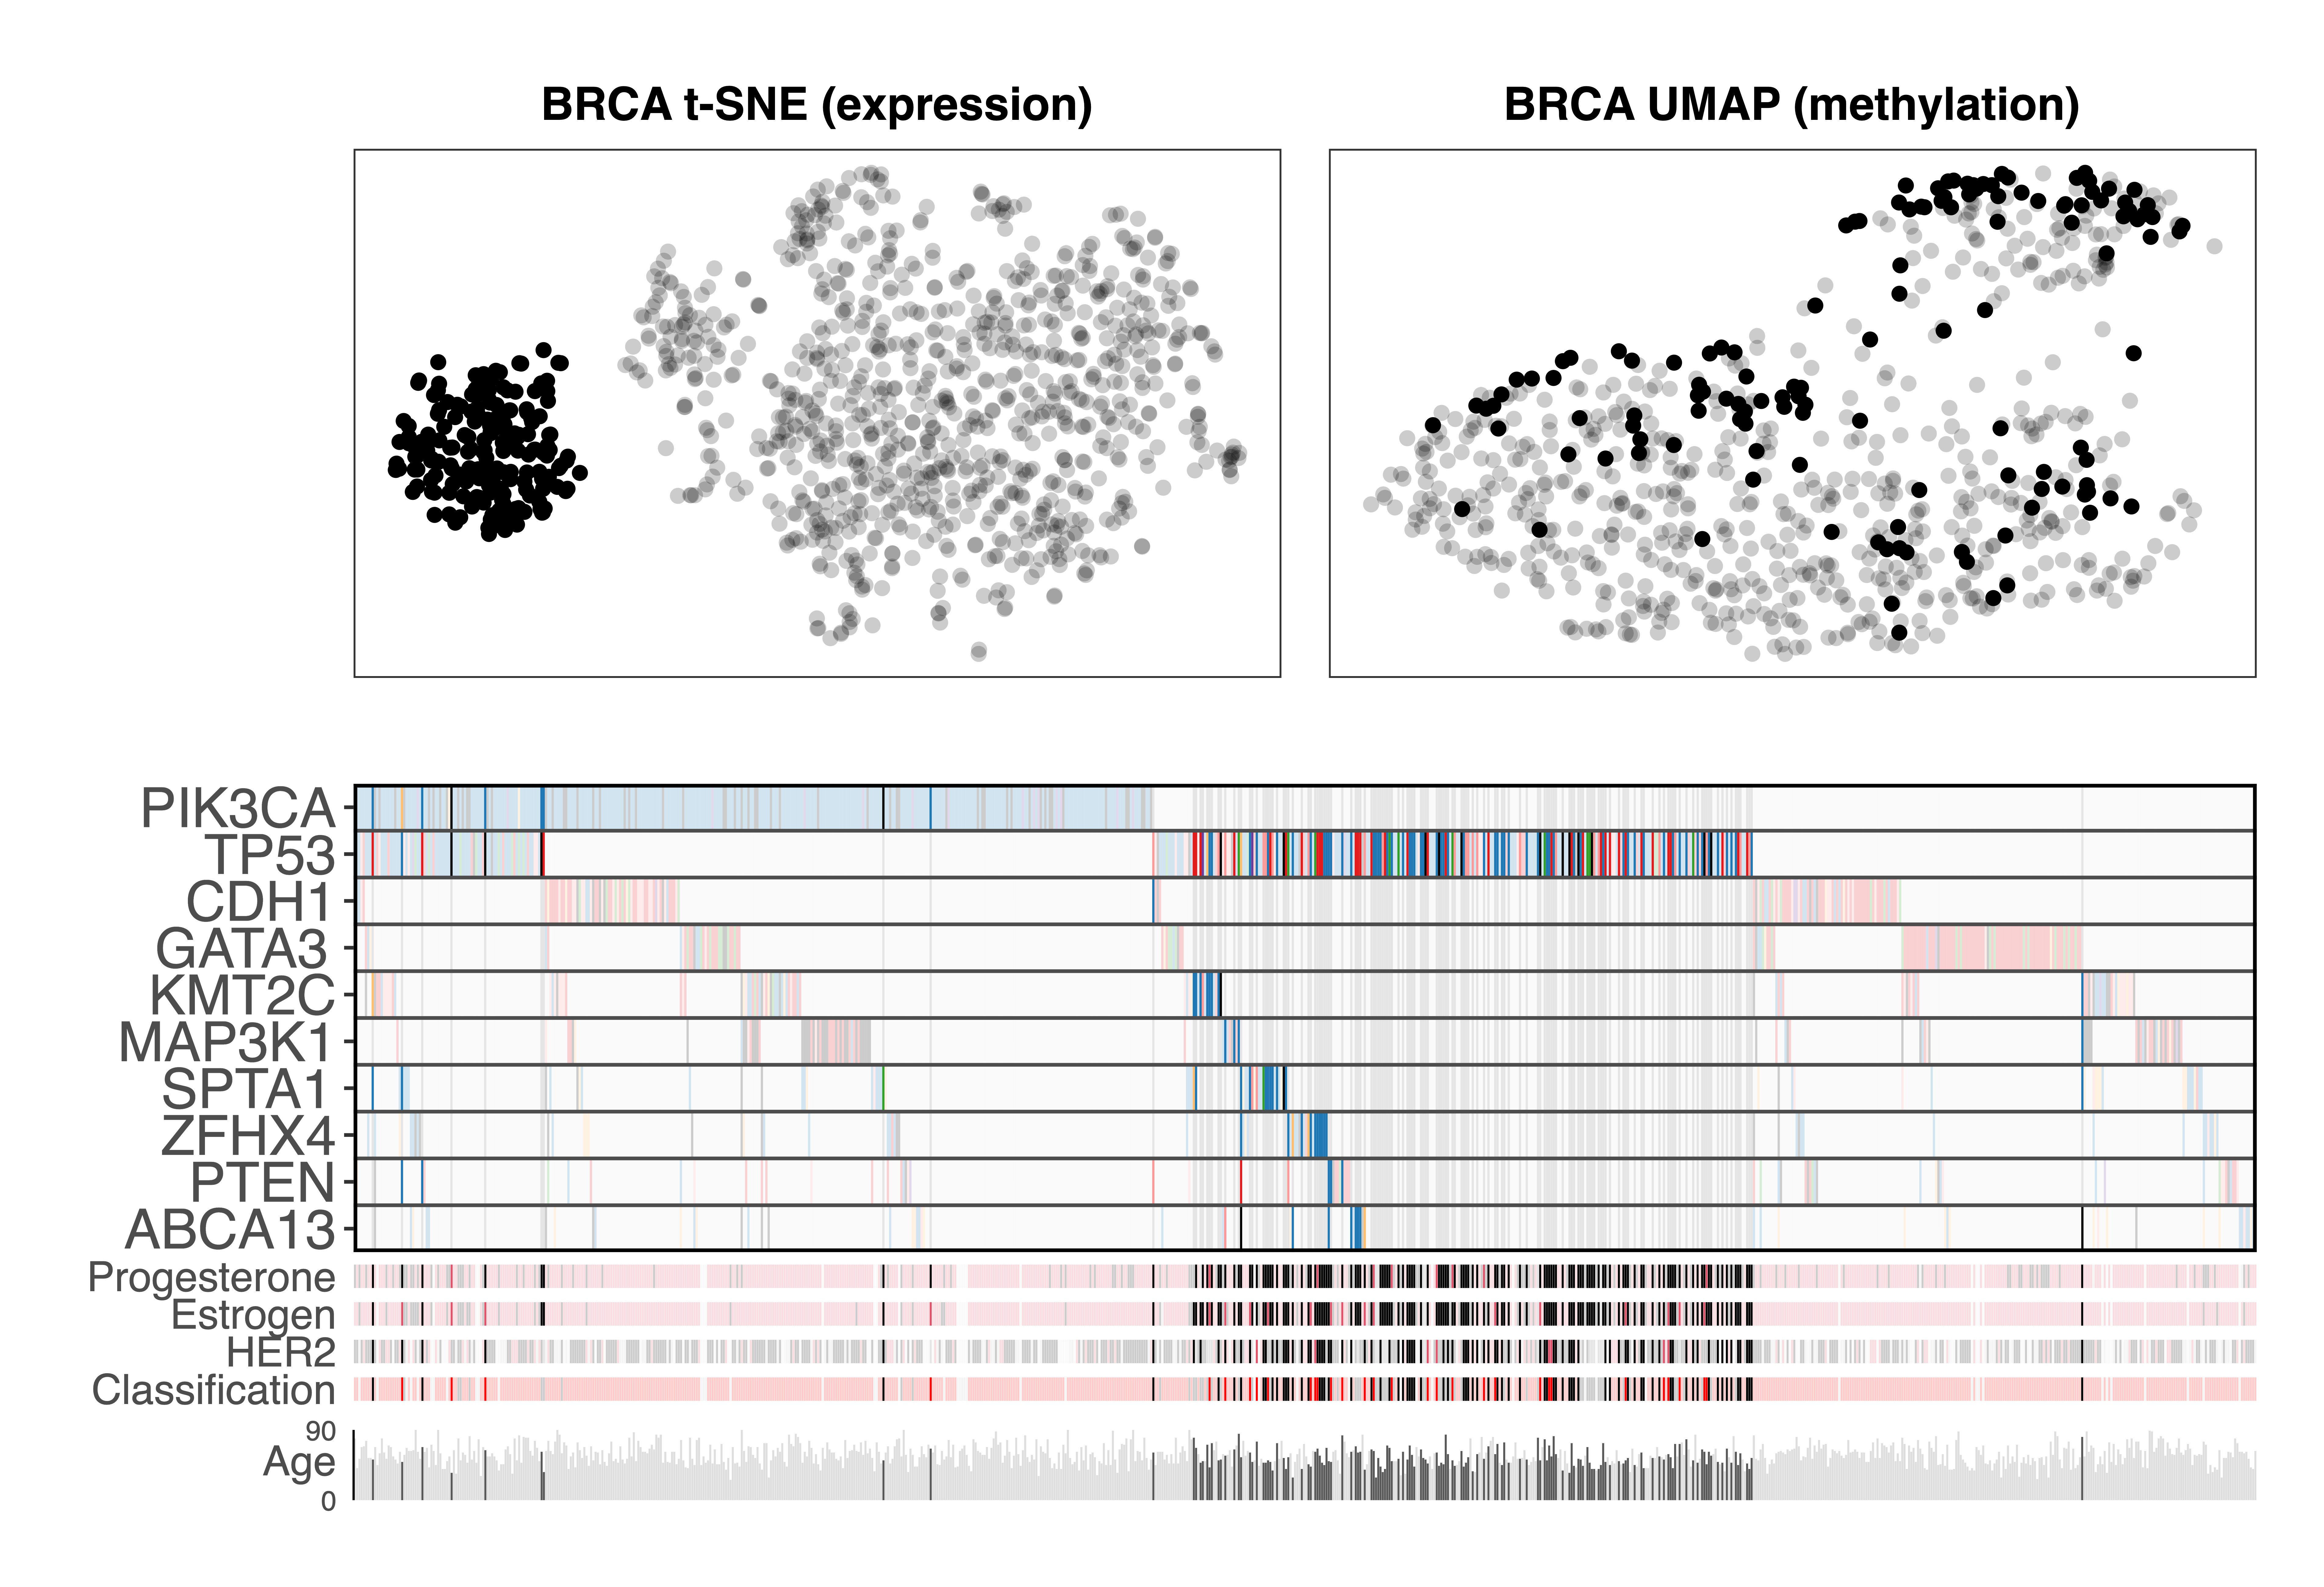 BRCA t-SNE (expression)
BRCA UMAP (methylation)
PIK3CA
TP53
CDH1
GATA3
KMT2C
MAP3K1
SPTA1
ZFHX4
PTEN
ABCA13
Progesterone
Estrogen
HER2
Classification
90
Age
0